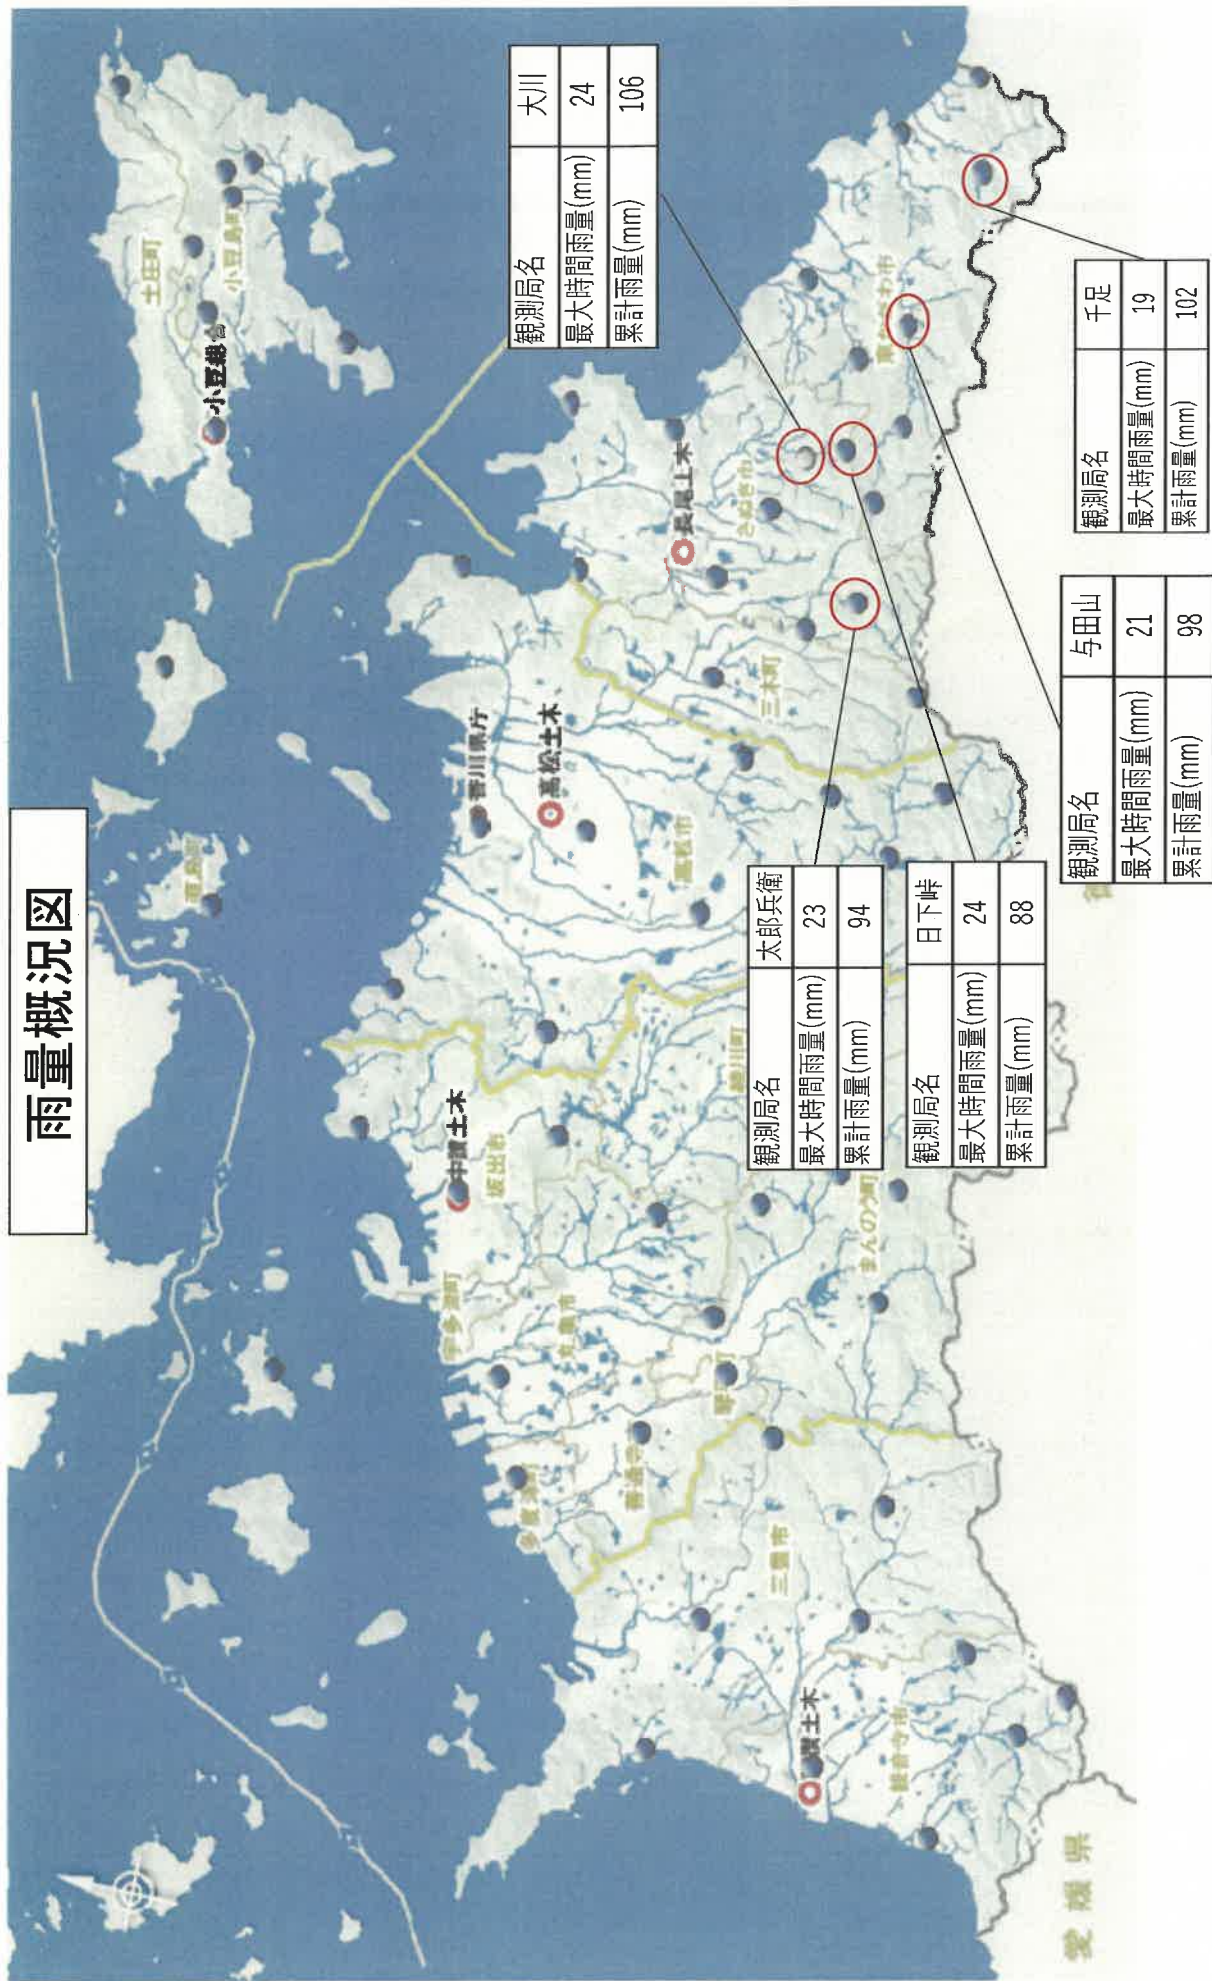 雨量概況図
土庄町
小豆島町
小豆総合
直島町
香川県庁
高松土木
高松市
三木町
長尾土木
さぬき市
東かがわ市
中讃土木
坂出市
宇多津町
丸亀市
多度津町
善通寺市
綾川町
まんのう町
三豊市
観音寺市
愛媛県
観測局名 大川
最大時間雨量(mm) 24
累計雨量(mm) 106
観測局名 太郎兵衛
最大時間雨量(mm) 23
累計雨量(mm) 94
観測局名 日下峠
最大時間雨量(mm) 24
累計雨量(mm) 88
観測局名 与田山
最大時間雨量(mm) 21
累計雨量(mm) 98
観測局名 千足
最大時間雨量(mm) 19
累計雨量(mm) 102